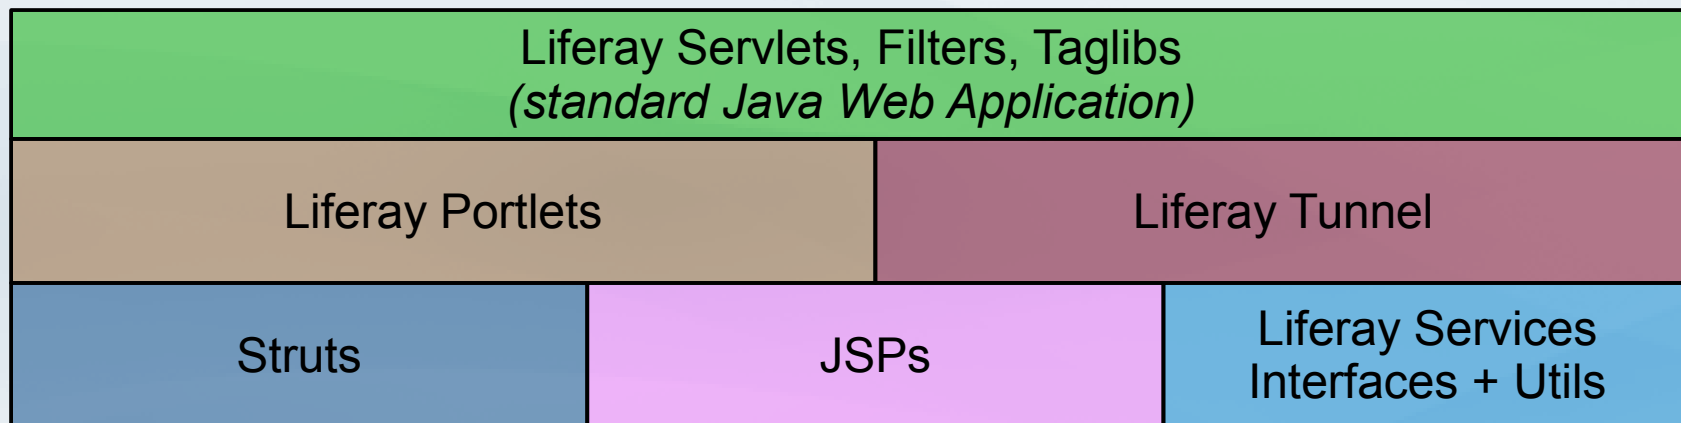 Liferay Servlets, Filters, Taglibs
(standard Java Web Application)
Liferay Portlets
Liferay Tunnel
Struts
JSPs
Liferay Services
Interfaces + Utils